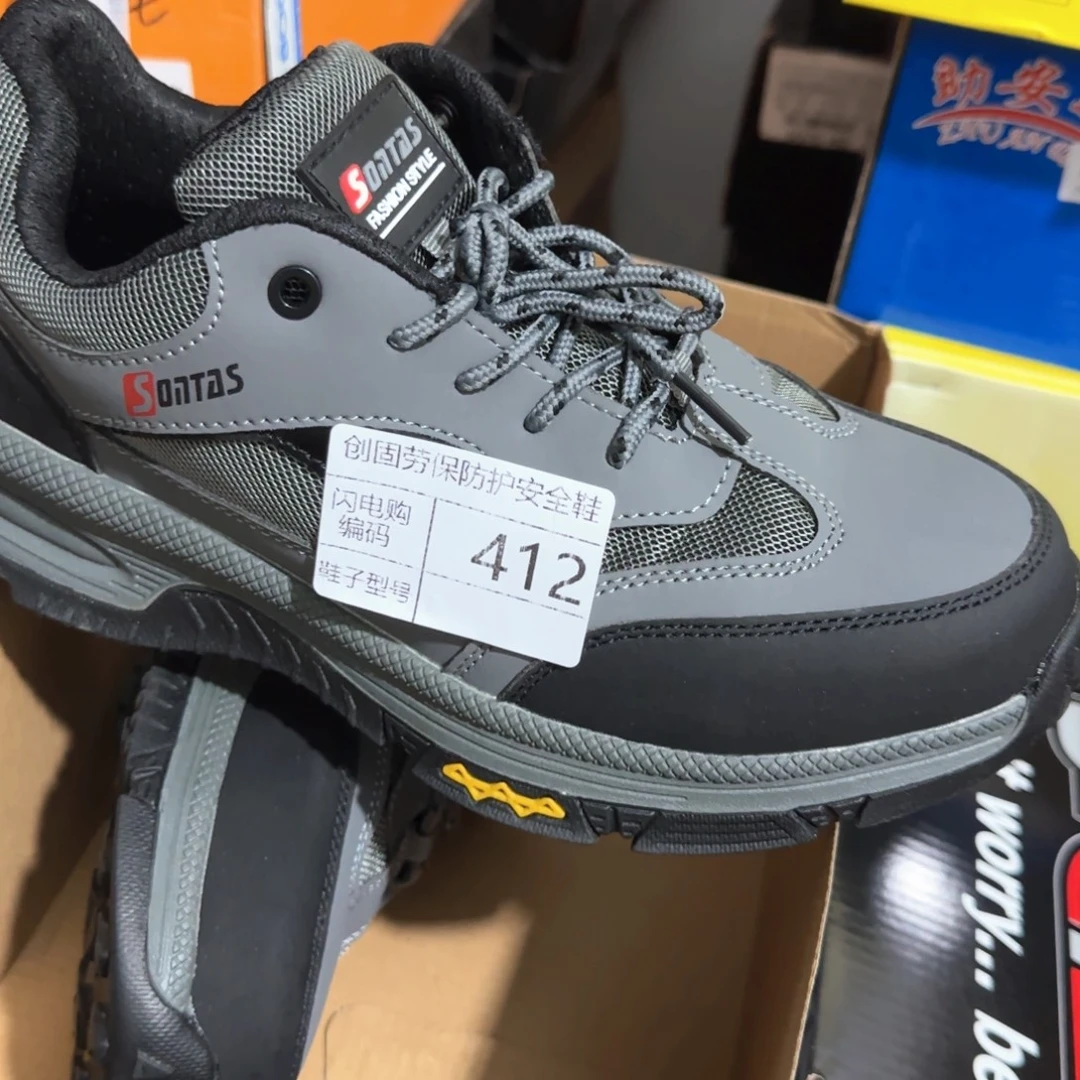 SONTAS
FASHION STYLE
SONTAS
创固劳保防护安全鞋
闪电购
编码
412
鞋子型号
助安
" worry... be